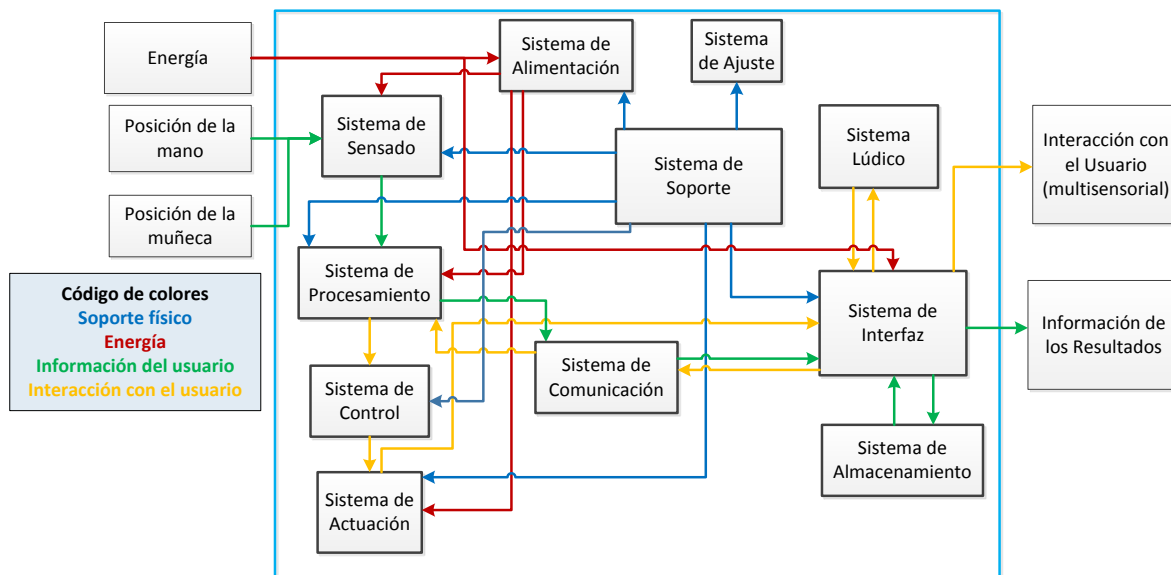 Energía
Posición de la
mano
Posición de la
muñeca
Código de colores
Soporte físico
Energía
Información del usuario
Interacción con el usuario
Sistema de
Alimentación
Sistema
de Ajuste
Sistema de
Sensado
Sistema de
Soporte
Sistema
Lúdico
Sistema de
Procesamiento
Sistema de
Interfaz
Sistema de
Comunicación
Sistema de
Control
Sistema de
Almacenamiento
Sistema de
Actuación
Interacción con
el Usuario
(multisensorial)
Información de
los Resultados